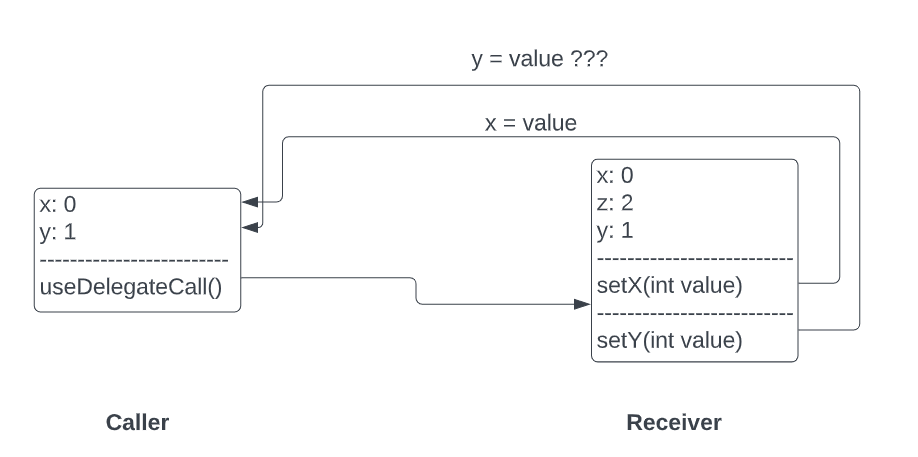 y = value ???
x = value
x: 0
y: 1
--------------------------
useDelegateCall()
x: 0
z: 2
y: 1
---------------------------
setX(int value)
---------------------------
setY(int value)
Caller
Receiver